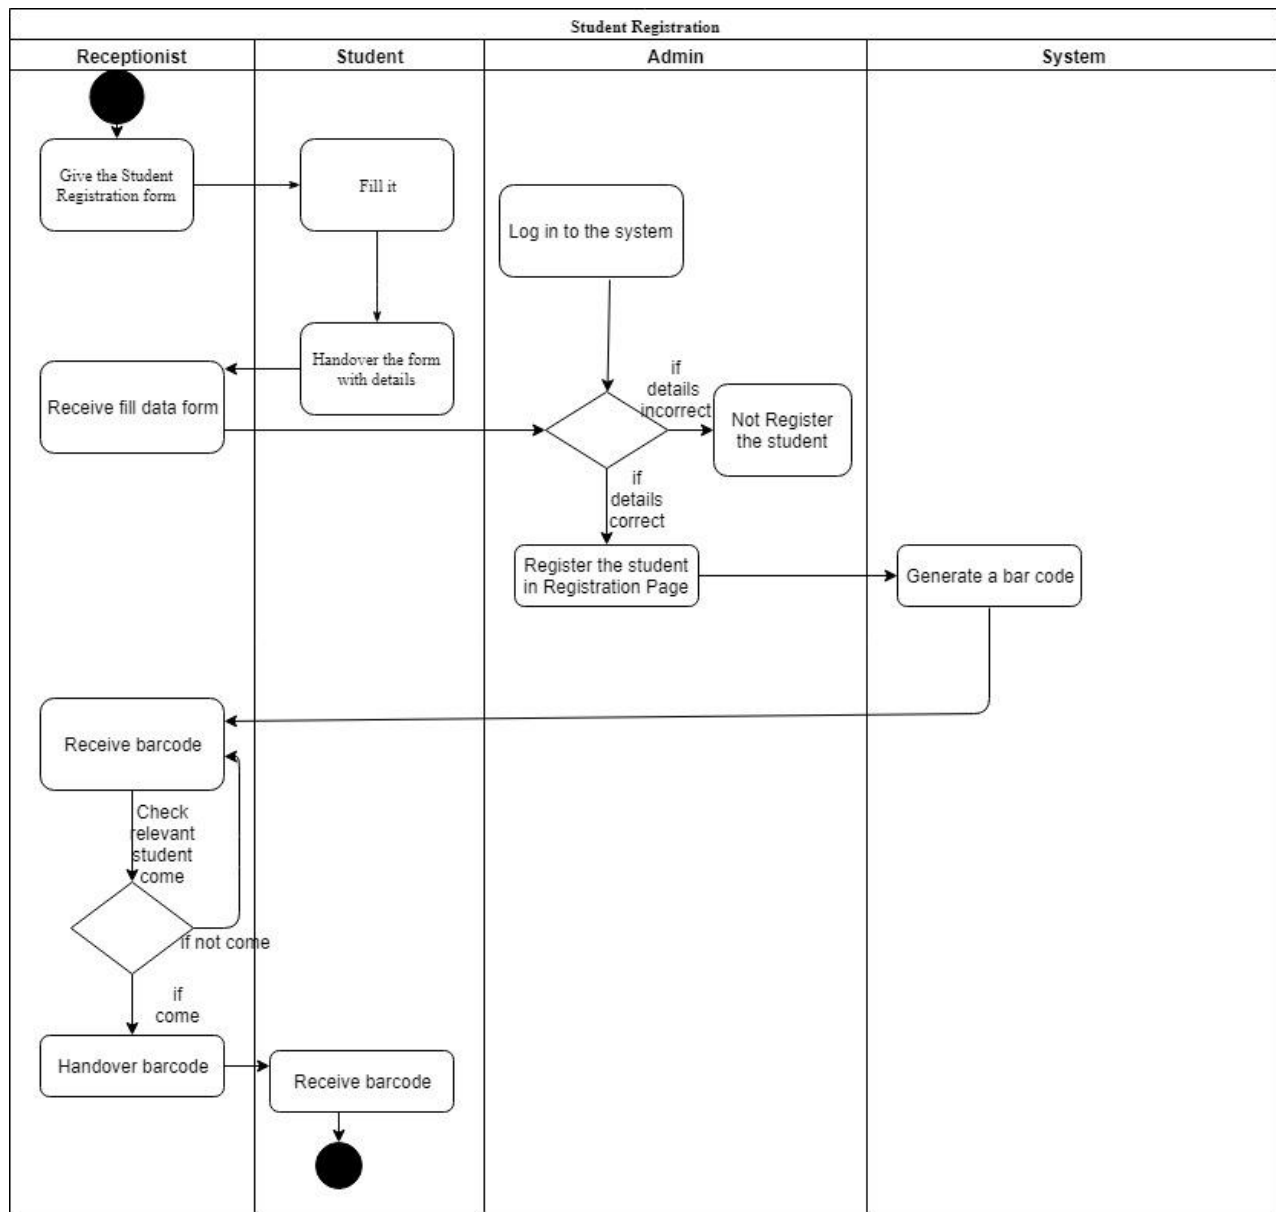 Student Registration
Receptionist
Student
Admin
System
Give the Student
Registration form
Fill it
Log in to the system
Handover the form
with details
Receive fill data form
if
details
incorrect
Not Register
the student
if
details
correct
Register the student
in Registration Page
Generate a bar code
Receive barcode
Check
relevant
student
come
if not come
if
come
Handover barcode
Receive barcode